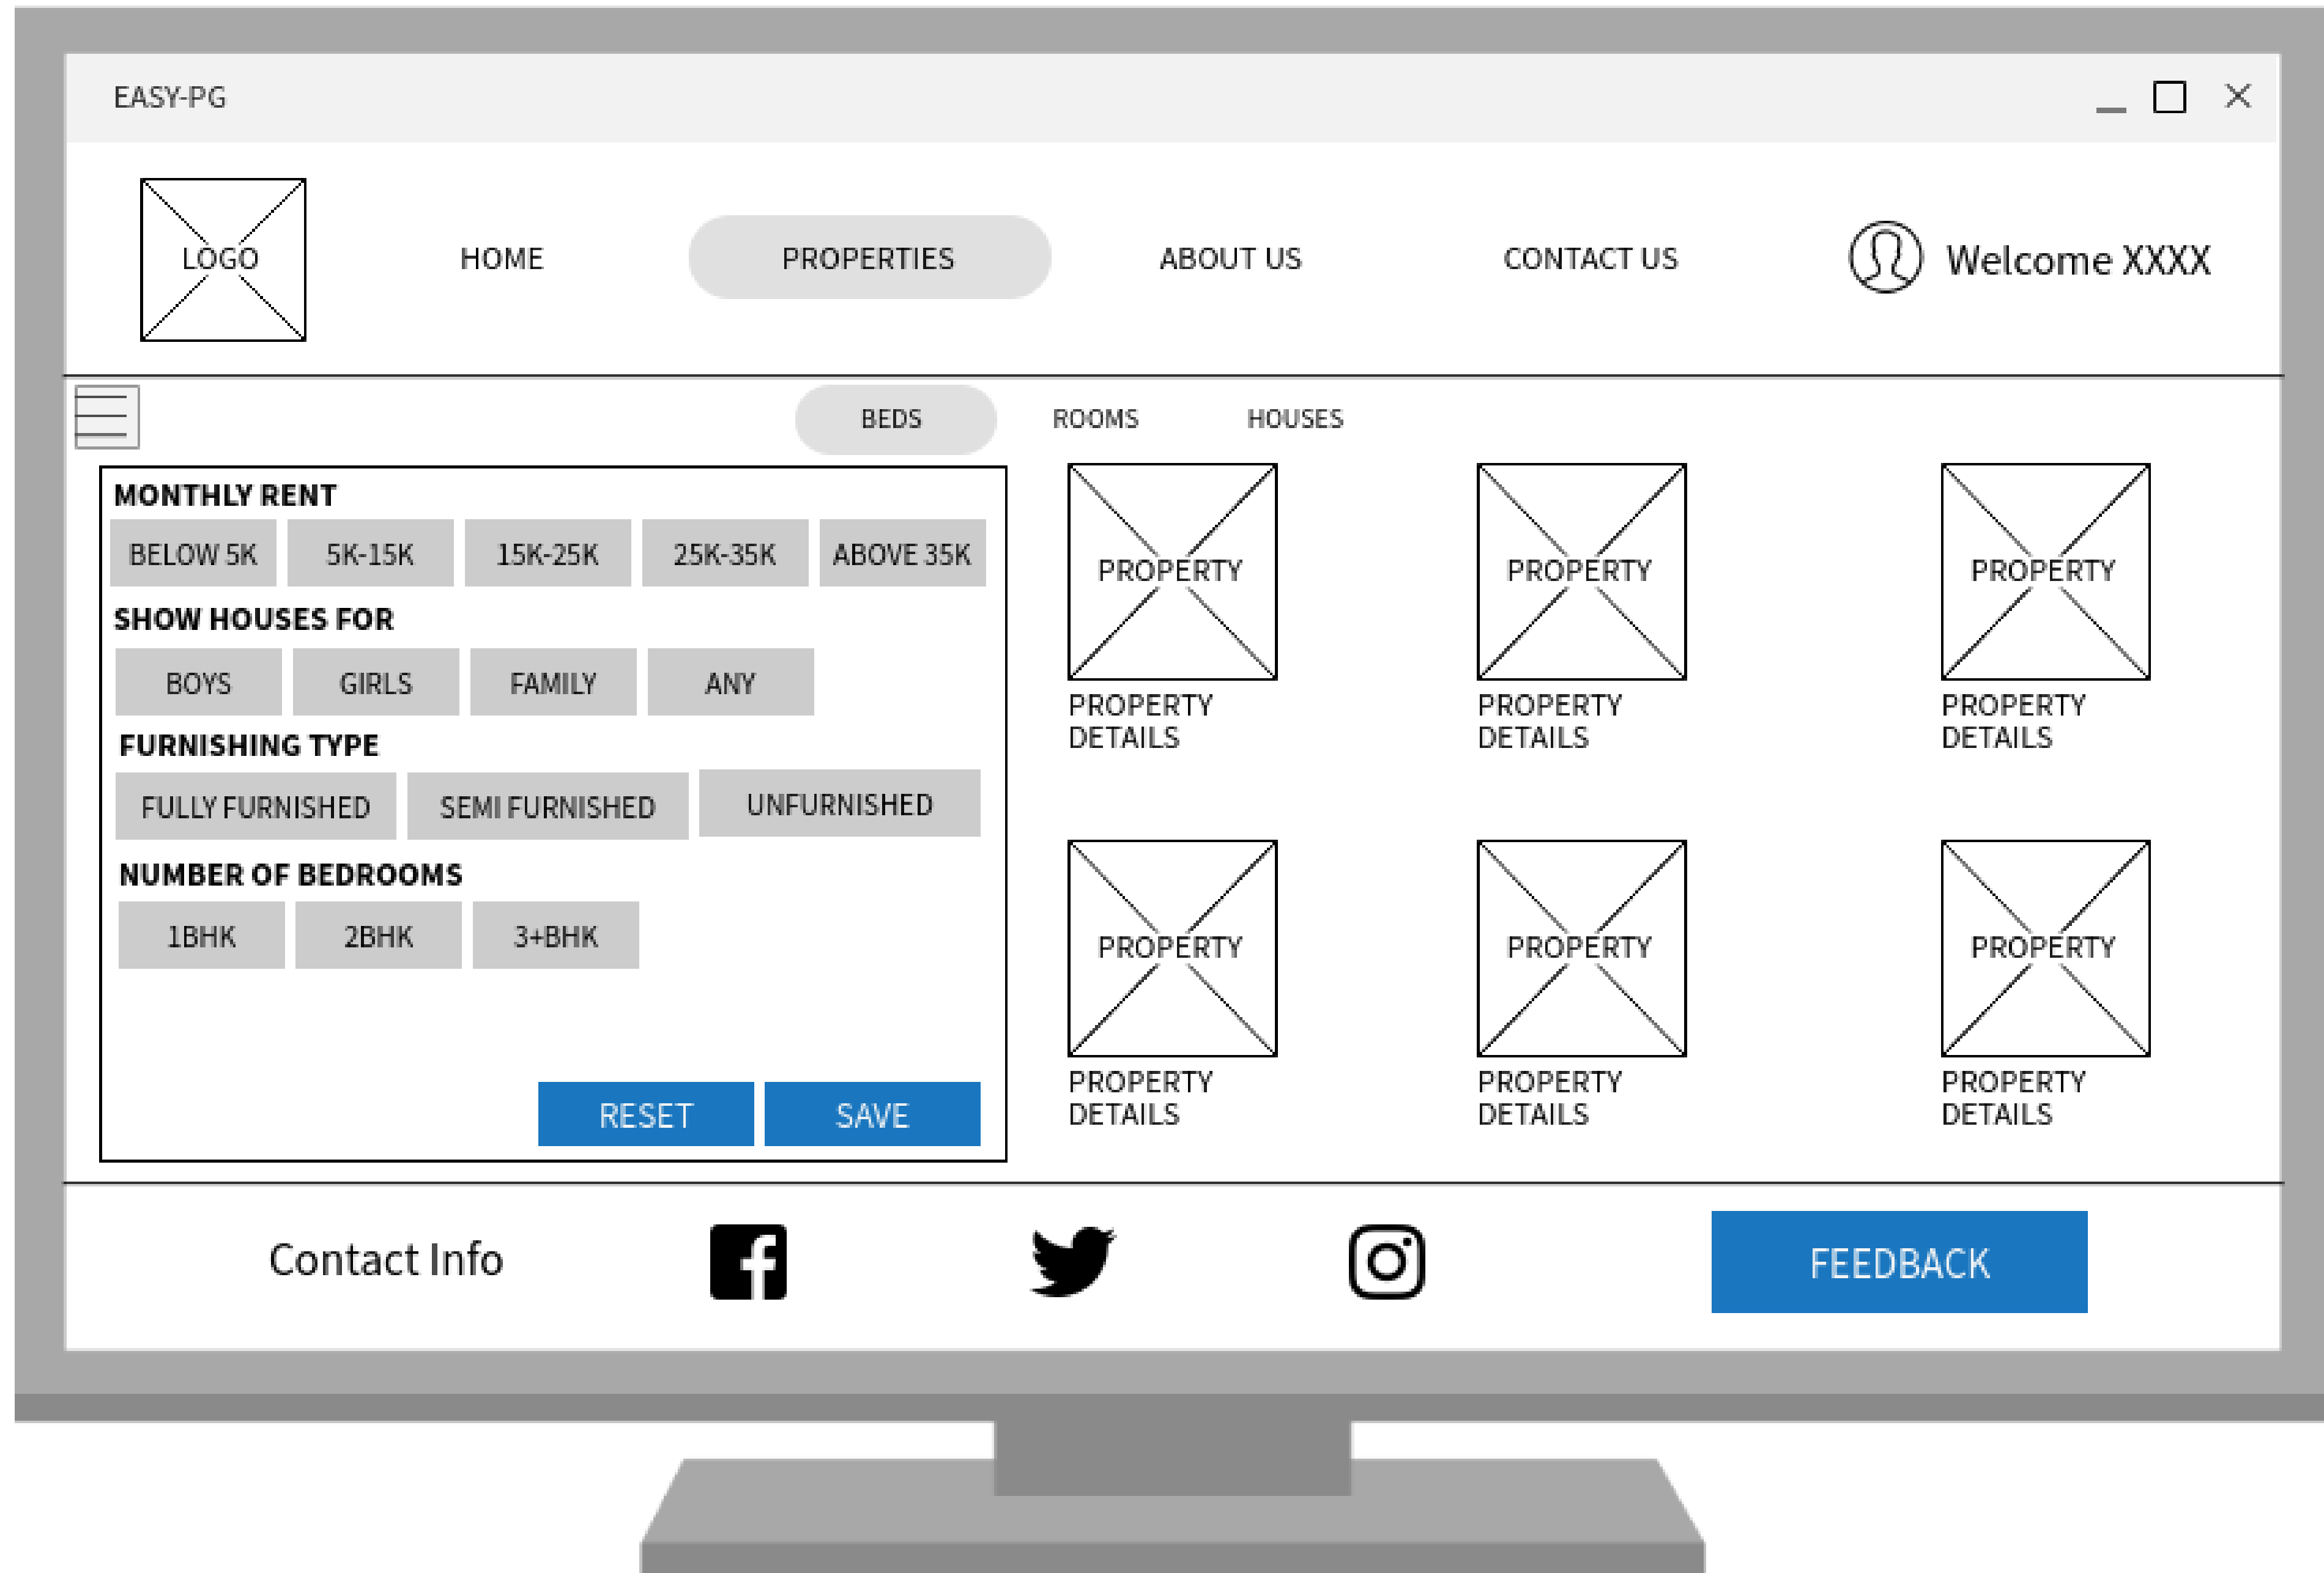 EASY-PG
LOGO
HOME
PROPERTIES
ABOUT US
CONTACT US
Welcome XXXX
BEDS
ROOMS
HOUSES
MONTHLY RENT
BELOW 5K
5K-15K
15K-25K
25K-35K
ABOVE 35K
SHOW HOUSES FOR
BOYS
GIRLS
FAMILY
ANY
FURNISHING TYPE
FULLY FURNISHED
SEMI FURNISHED
UNFURNISHED
NUMBER OF BEDROOMS
1BHK
2BHK
3+BHK
RESET
SAVE
PROPERTY
PROPERTY
DETAILS
PROPERTY
PROPERTY
DETAILS
PROPERTY
PROPERTY
DETAILS
PROPERTY
PROPERTY
DETAILS
PROPERTY
PROPERTY
DETAILS
PROPERTY
PROPERTY
DETAILS
Contact Info
FEEDBACK